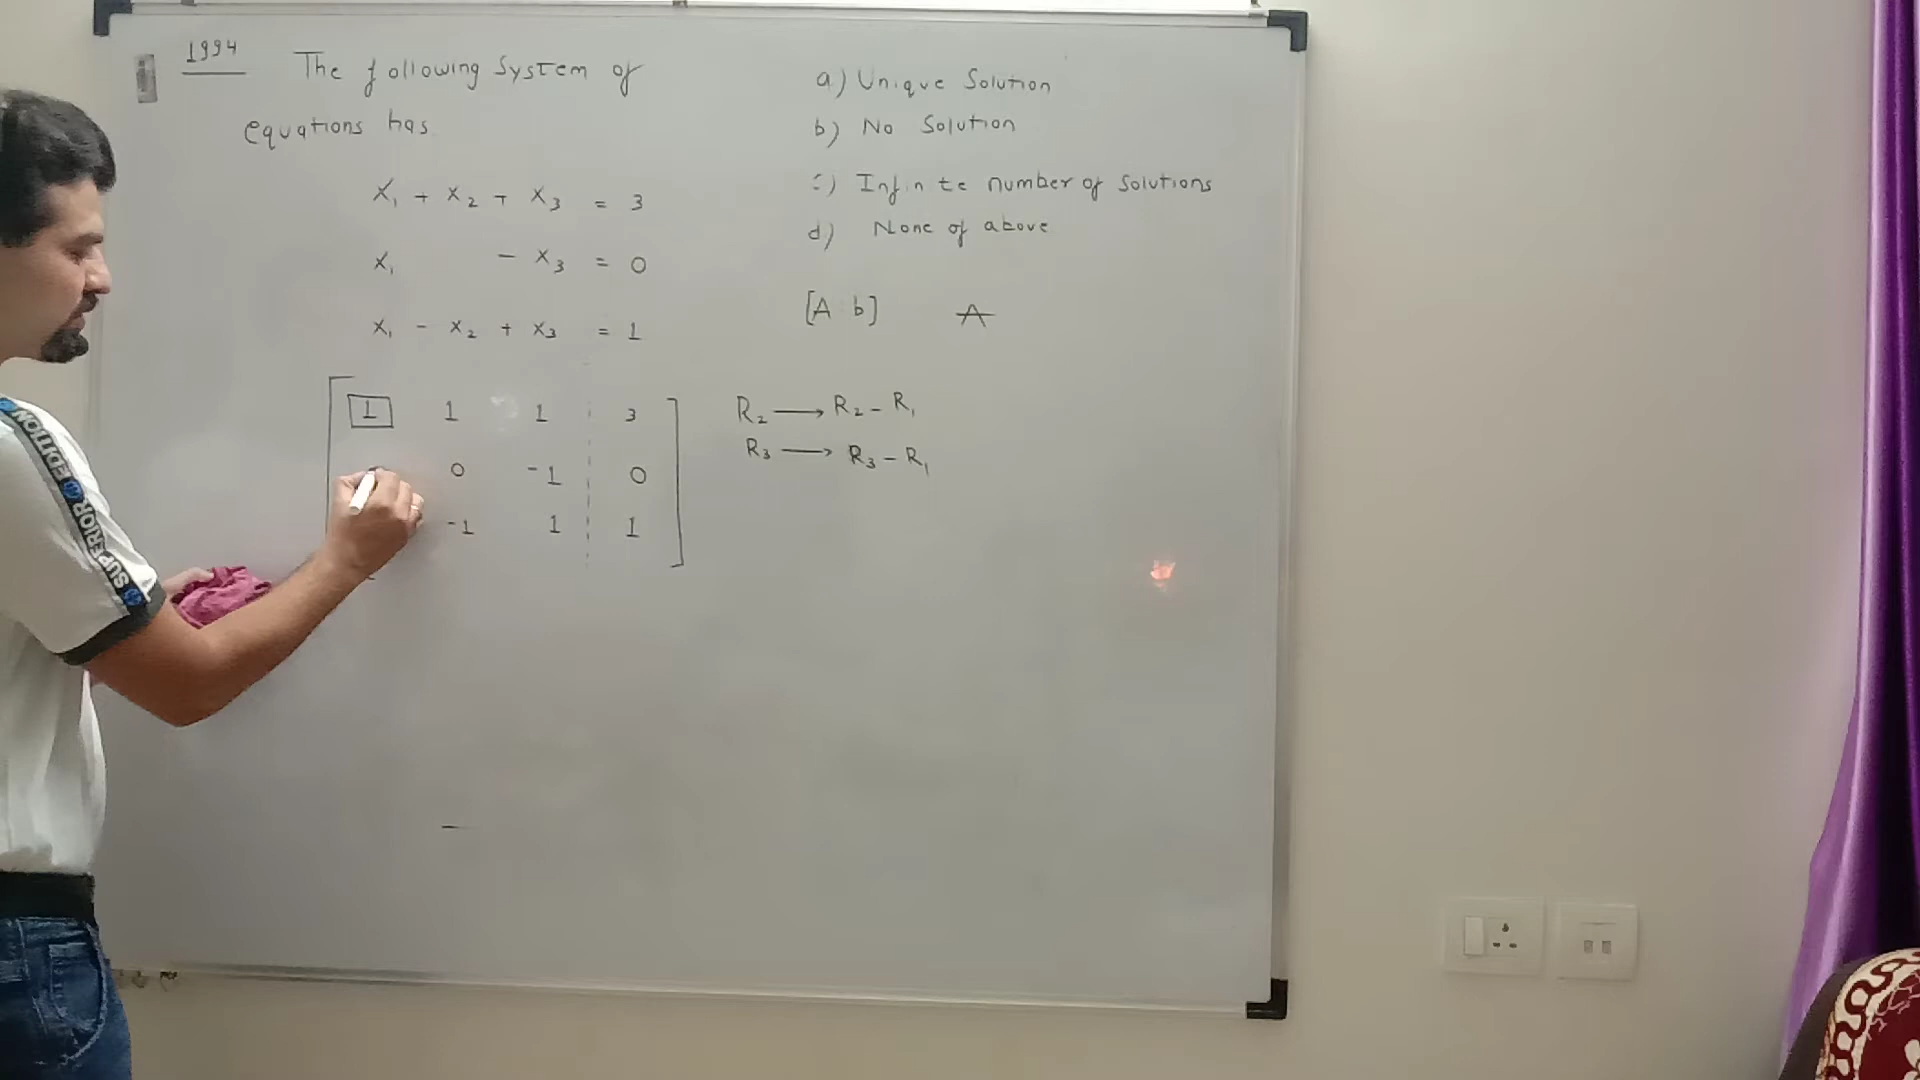 1994 The following System of
equations has
x₁ + x₂ + x₃ = 3
x₁ - x₃ = 0
x₁ - x₂ + x₃ = 1
a) Unique Solution
b) No Solution
c) Infinite number of Solutions
d) None of above
[A b] A
1 1 1 3
0 -1 0
-1 1 1
R₂ → R₂ - R₁
R₃ → R₃ - R₁
SUPERIOR EDITION